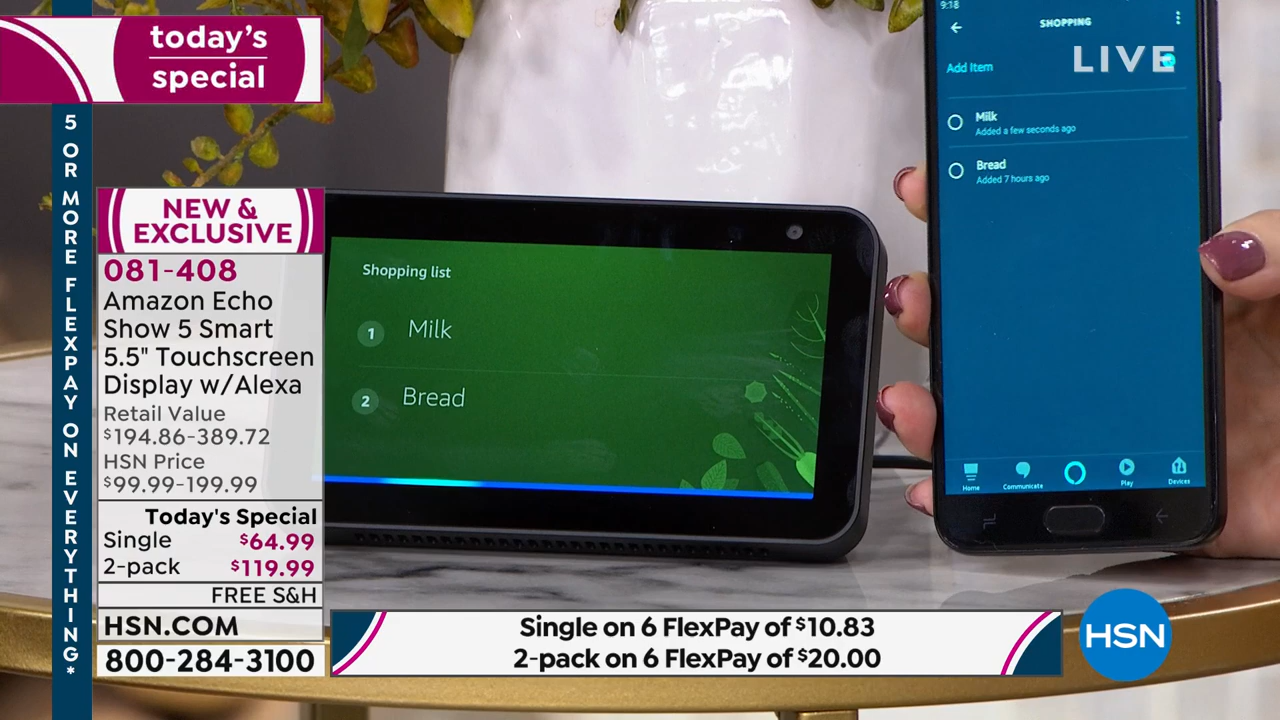 today's
special
5 OR MORE FLEXPAY ON EVERYTHING*
NEW &
EXCLUSIVE
081-408
Amazon Echo
Show 5 Smart
5.5" Touchscreen
Display w/Alexa
Retail Value
$194.86-389.72
HSN Price
$99.99-199.99
Today's Special
Single $64.99
2-pack $119.99
FREE S&H
HSN.COM
800-284-3100
Shopping list
1 Milk
2 Bread
9:18
SHOPPING
LIVE
Add Item
Milk
Added a few seconds ago
Bread
Added 7 hours ago
Home
Communicate
Play
Devices
Single on 6 FlexPay of $10.83
2-pack on 6 FlexPay of $20.00
HSN